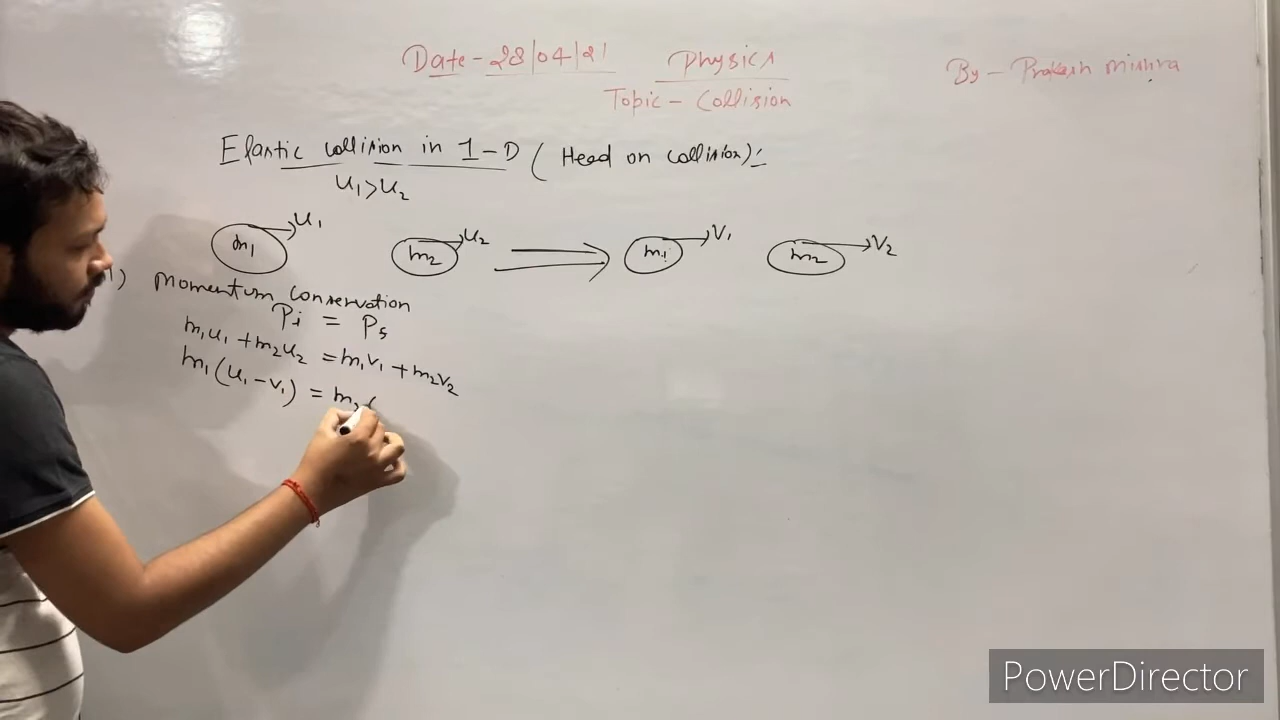 Date - 28/04/21 Physics By - Prakash Mishra
Topic - Collision
Elastic collision in 1-D ( Head on collision) :-
u₁>u₂
m₁ u₁ m₂ u₂ m₁ v₁ m₂ v₂
1) Momentum conservation
Pᵢ = P_f
m₁u₁ + m₂u₂ = m₁v₁ + m₂v₂
m₁(u₁-v₁) = m₂(
PowerDirector